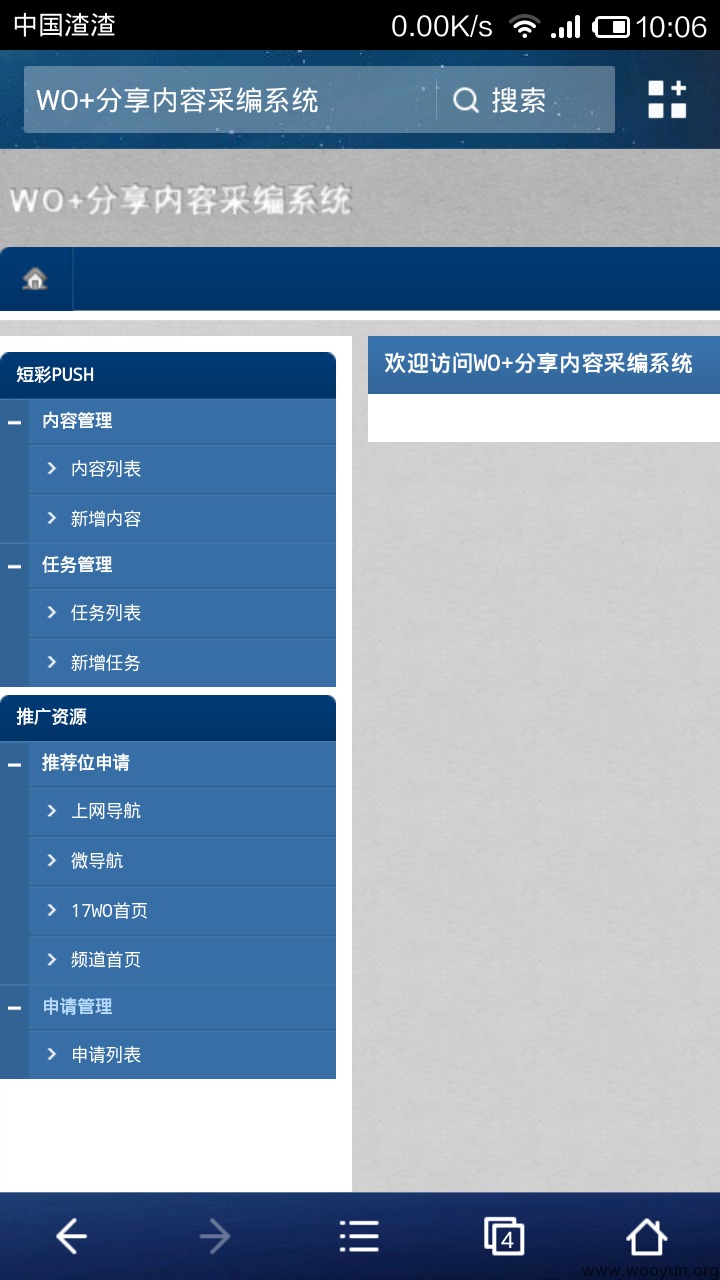 中国渣渣 0.00K/s 10:06
WO+分享内容采编系统 搜索
WO+分享内容采编系统
短彩PUSH
内容管理
内容列表
新增内容
任务管理
任务列表
新增任务
推广资源
推荐位申请
上网导航
微导航
17WO首页
频道首页
申请管理
申请列表
欢迎访问WO+分享内容采编系统
4
www.wooyun.org